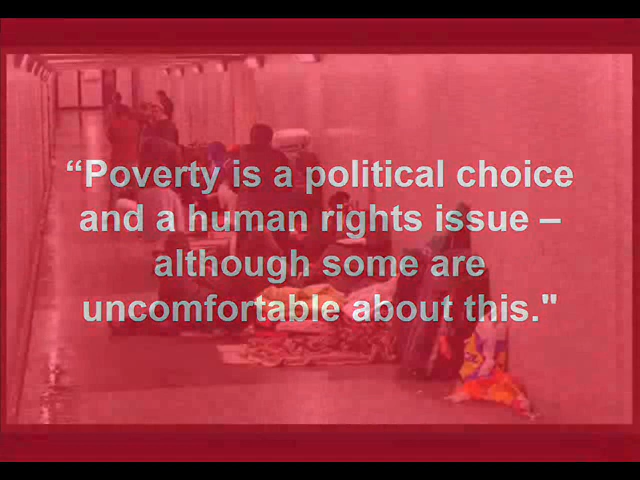 “Poverty is a political choice
and a human rights issue –
although some are
uncomfortable about this."